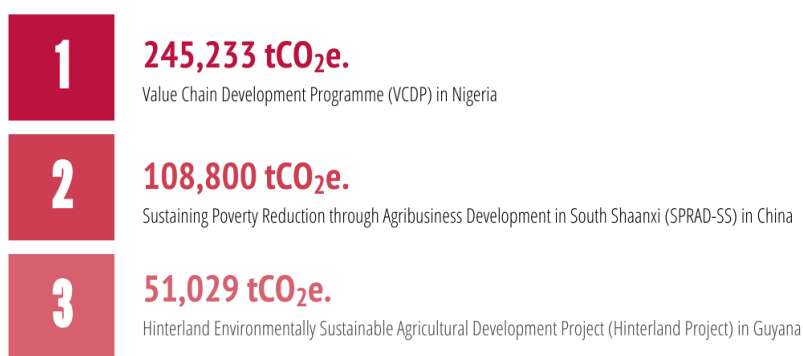 1
245,233 tCO₂e.
Value Chain Development Programme (VCDP) in Nigeria
2
108,800 tCO₂e.
Sustaining Poverty Reduction through Agribusiness Development in South Shaanxi (SPRAD-SS) in China
3
51,029 tCO₂e.
Hinterland Environmentally Sustainable Agricultural Development Project (Hinterland Project) in Guyana